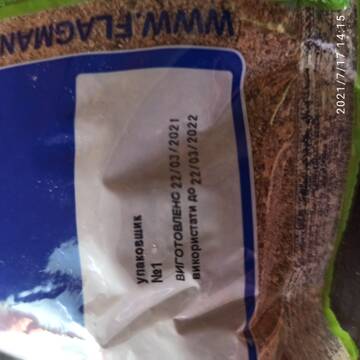 WWW.FLAGMAN
упаковщик
№1
ВИГОТОВЛЕНО 22/03/2021
використати до 22/03/2022
2021/7/17 14:15